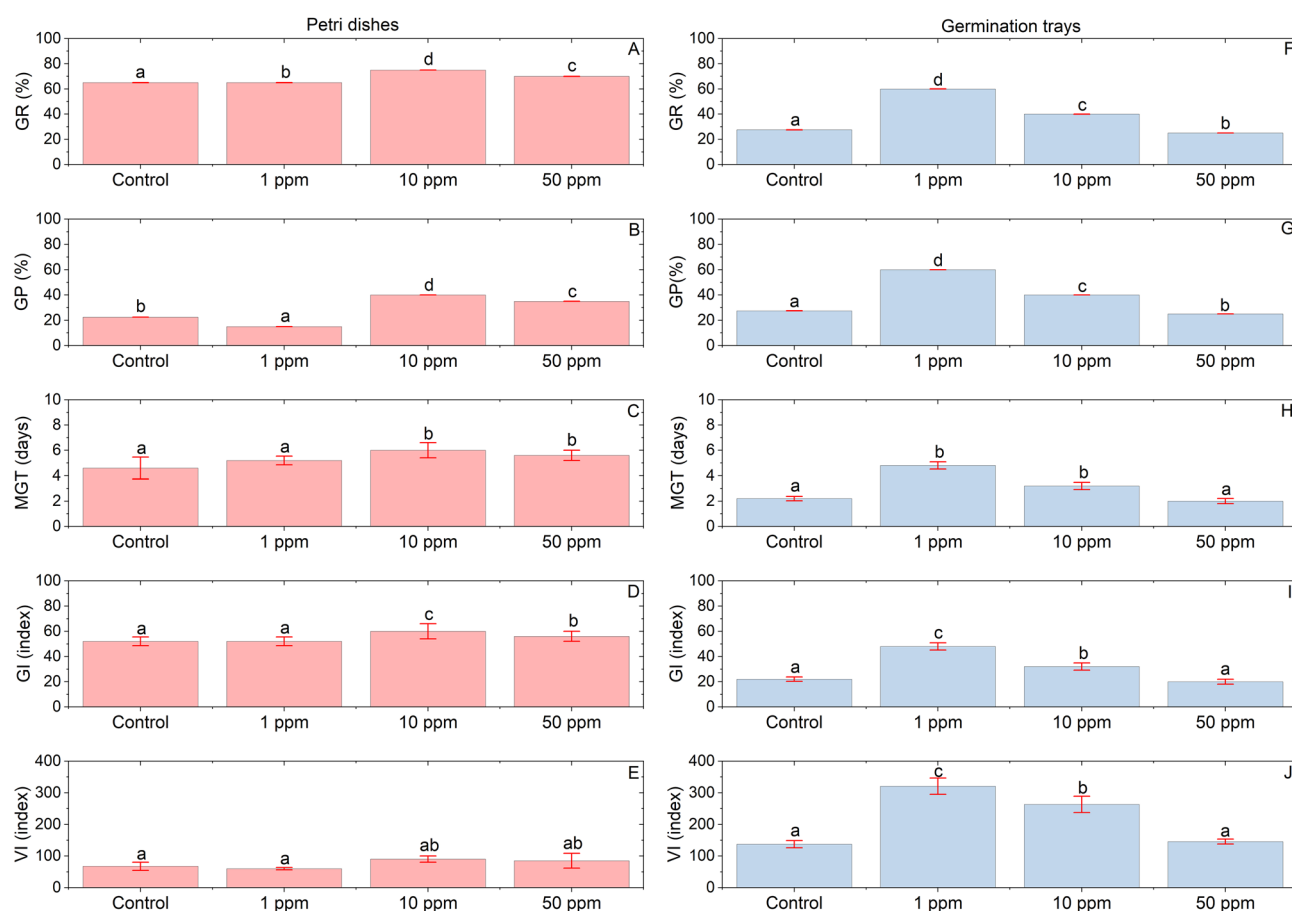 Petri dishes
A
GR (%)
100
80
60
40
20
0
a
b
d
c
Control
1 ppm
10 ppm
50 ppm
B
GP (%)
100
80
60
40
20
0
b
a
d
c
Control
1 ppm
10 ppm
50 ppm
C
MGT (days)
10
8
6
4
2
0
a
a
b
b
Control
1 ppm
10 ppm
50 ppm
D
GI (index)
100
80
60
40
20
0
a
a
c
b
Control
1 ppm
10 ppm
50 ppm
E
VI (index)
400
300
200
100
0
a
a
ab
ab
Control
1 ppm
10 ppm
50 ppm
Germination trays
F
GR (%)
100
80
60
40
20
0
a
d
c
b
Control
1 ppm
10 ppm
50 ppm
G
GP(%)
100
80
60
40
20
0
a
d
c
b
Control
1 ppm
10 ppm
50 ppm
H
MGT (days)
10
8
6
4
2
0
a
b
b
a
Control
1 ppm
10 ppm
50 ppm
I
GI (index)
100
80
60
40
20
0
a
c
b
a
Control
1 ppm
10 ppm
50 ppm
J
VI (index)
400
300
200
100
0
a
c
b
a
Control
1 ppm
10 ppm
50 ppm